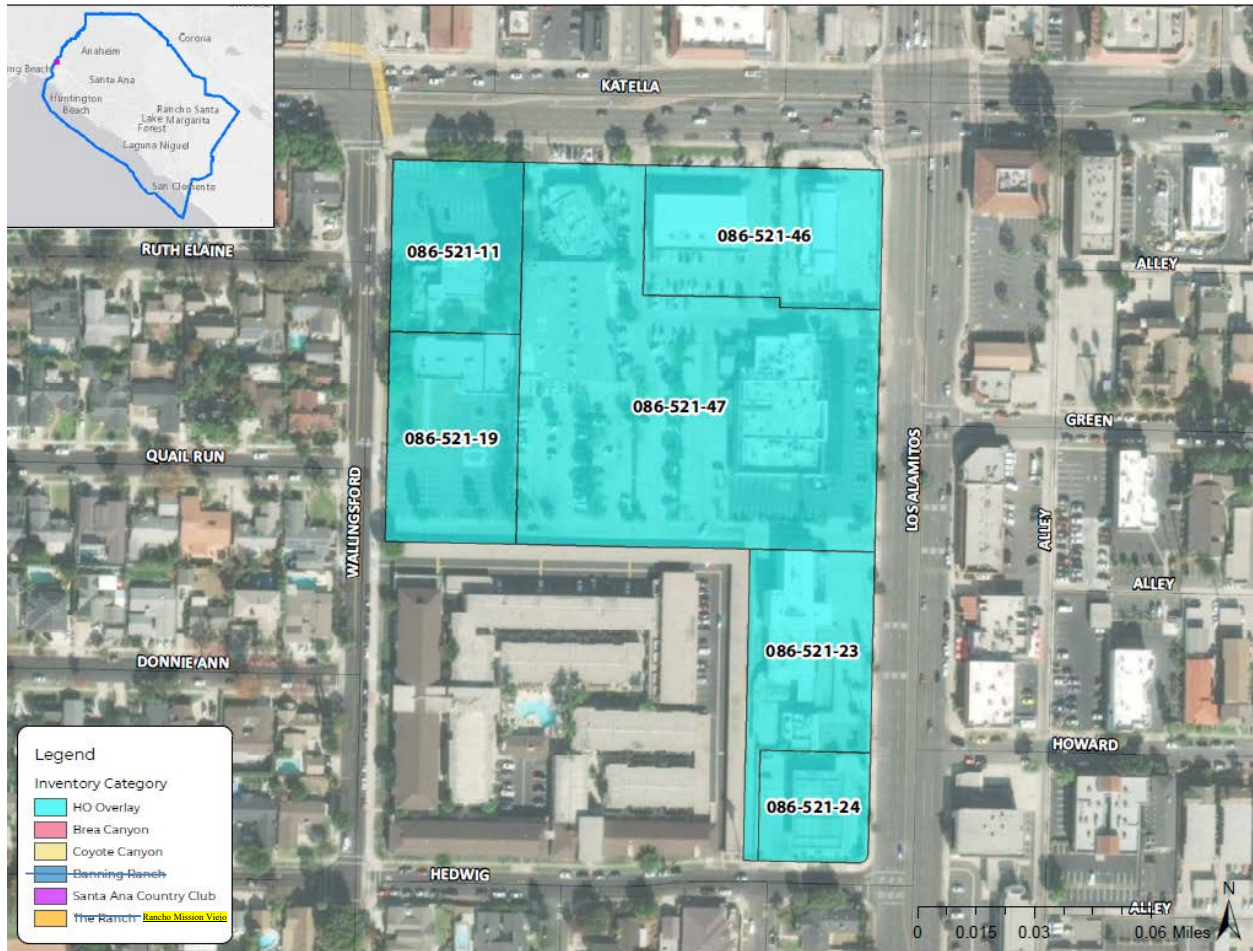 Corona
Anaheim
ng Beach
Santa Ana
Huntington
Beach
Rancho Santa
Lake Margarita
Forest
Laguna Niguel
San Clemente
KATELLA
RUTH ELAINE
086-521-11
086-521-46
ALLEY
086-521-47
086-521-19
GREEN
QUAIL RUN
WALLINGSFORD
LOS ALAMITOS
ALLEY
ALLEY
DONNIE ANN
086-521-23
HOWARD
086-521-24
HEDWIG
ALLEY
Legend
Inventory Category
HO Overlay
Brea Canyon
Coyote Canyon
Banning Ranch
Santa Ana Country Club
The Ranch Rancho Mission Viejo
N
0 0.015 0.03 0.06 Miles